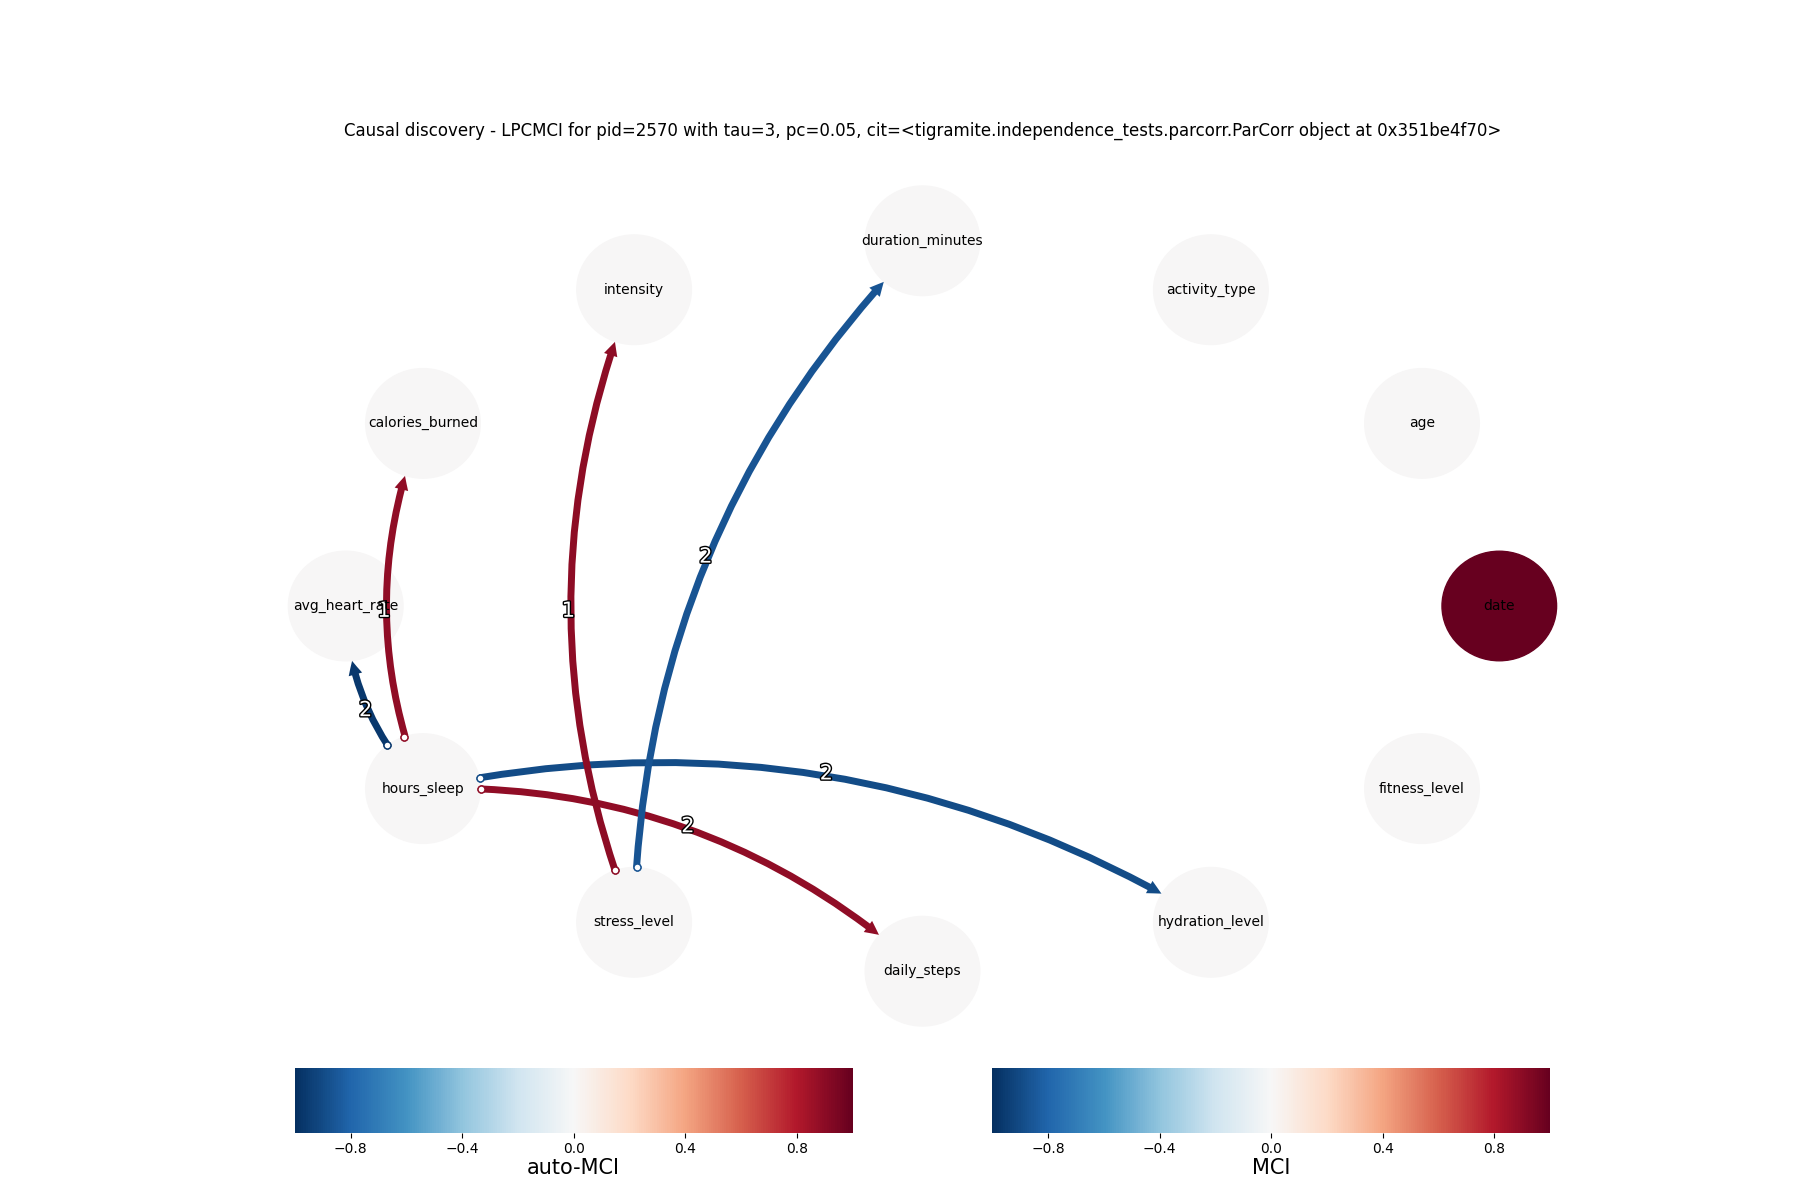 Causal discovery - LPCMCI for pid=2570 with tau=3, pc=0.05, cit=<tigramite.independence_tests.parcorr.ParCorr object at 0x351be4f70>
duration_minutes
intensity
activity_type
calories_burned
age
2
avg_heart_rate
1
1
date
2
2
hours_sleep
fitness_level
2
stress_level
hydration_level
daily_steps
−0.8 −0.4 0.0 0.4 0.8
auto-MCI
−0.8 −0.4 0.0 0.4 0.8
MCI